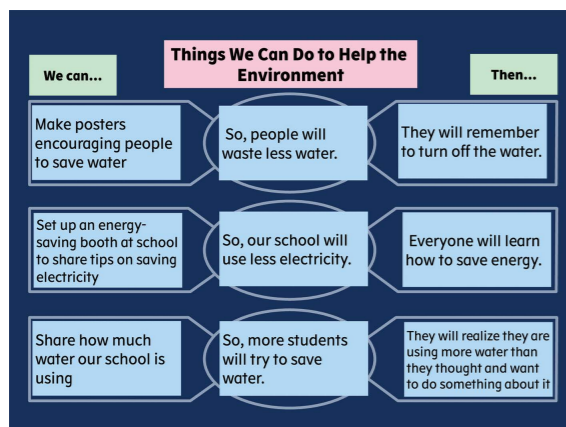 Things We Can Do to Help the
Environment
We can...
Then...
Make posters
encouraging people
to save water
So, people will
waste less water.
They will remember
to turn off the water.
Set up an energy-
saving booth at school
to share tips on saving
electricity
So, our school will
use less electricity.
Everyone will learn
how to save energy.
Share how much
water our school is
using
So, more students
will try to save
water.
They will realize they are
using more water than
they thought and want
to do something about it